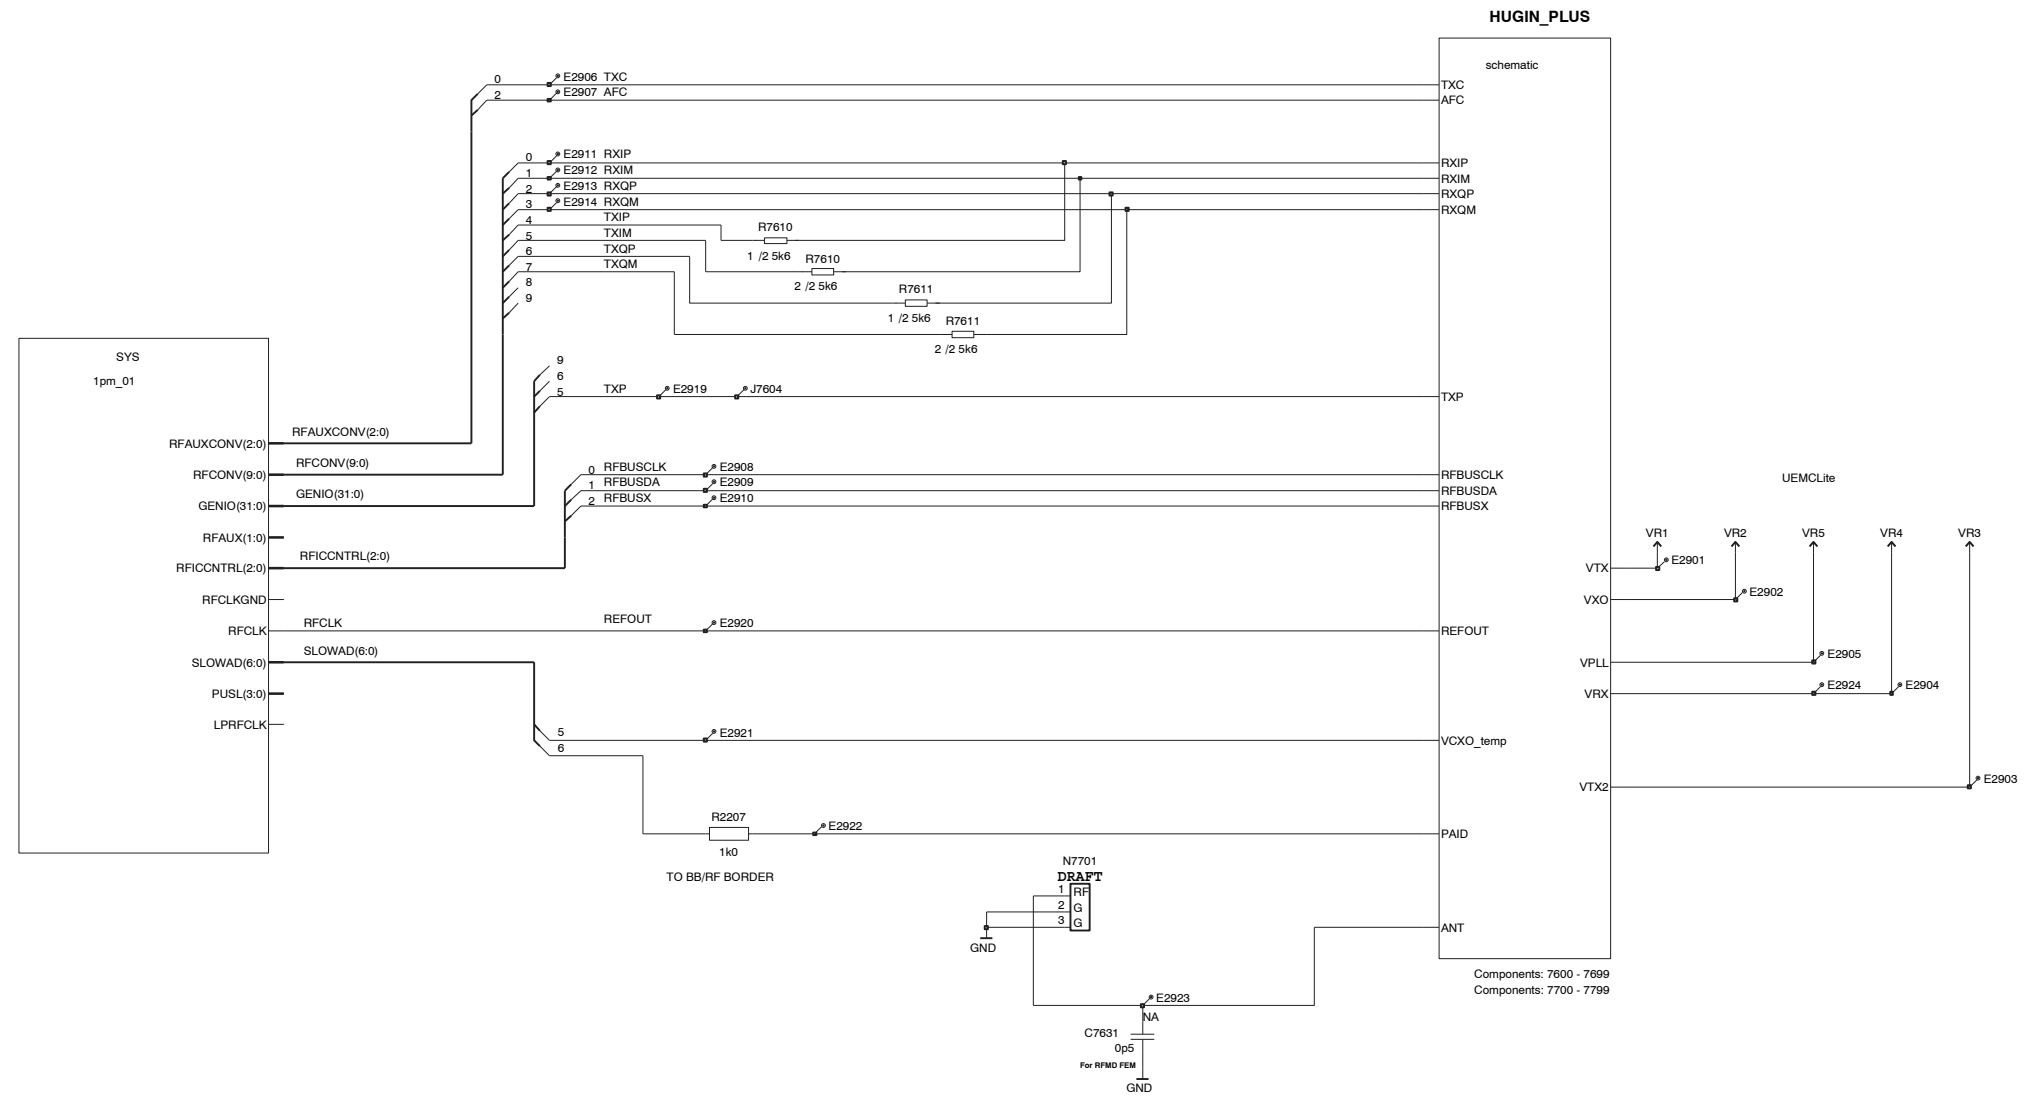 HUGIN_PLUS
schematic
0 E2906 TXC TXC
2 E2907 AFC AFC
0 E2911 RXIP RXIP
1 E2912 RXIM RXIM
2 E2913 RXQP RXQP
3 E2914 RXQM RXQM
4 TXIP
R7610
5 TXIM
1 /2 5k6
6 TXQP
R7610
7 TXQM
2 /2 5k6
8
R7611
9
1 /2 5k6
R7611
2 /2 5k6
SYS
1pm_01
9
6
5 TXP E2919 J7604 TXP
RFAUXCONV(2:0) RFAUXCONV(2:0)
RFCONV(9:0) RFCONV(9:0)
GENIO(31:0) GENIO(31:0)
RFAUX(1:0)
RFICCNTRL(2:0) RFICCNTRL(2:0)
0 RFBUSCLK E2908 RFBUSCLK
1 RFBUSDA E2909 RFBUSDA
2 RFBUSX E2910 RFBUSX
UEMCLite
VR1 VR2 VR5 VR4 VR3
VTX E2901
VXO E2902
RFCLKGND
RFCLK RFCLK REFOUT E2920 REFOUT
SLOWAD(6:0) SLOWAD(6:0)
VPLL E2905
PUSL(3:0)
VRX E2924 E2904
LPRFCLK
5 E2921 VCXO_temp
6
VTX2 E2903
R2207 E2922 PAID
1k0
TO BB/RF BORDER
N7701
DRAFT
1 RF
2 G
3 G
GND
ANT
Components: 7600 - 7699
Components: 7700 - 7799
E2923
NA
C7631
0p5
For RFMD FEM
GND